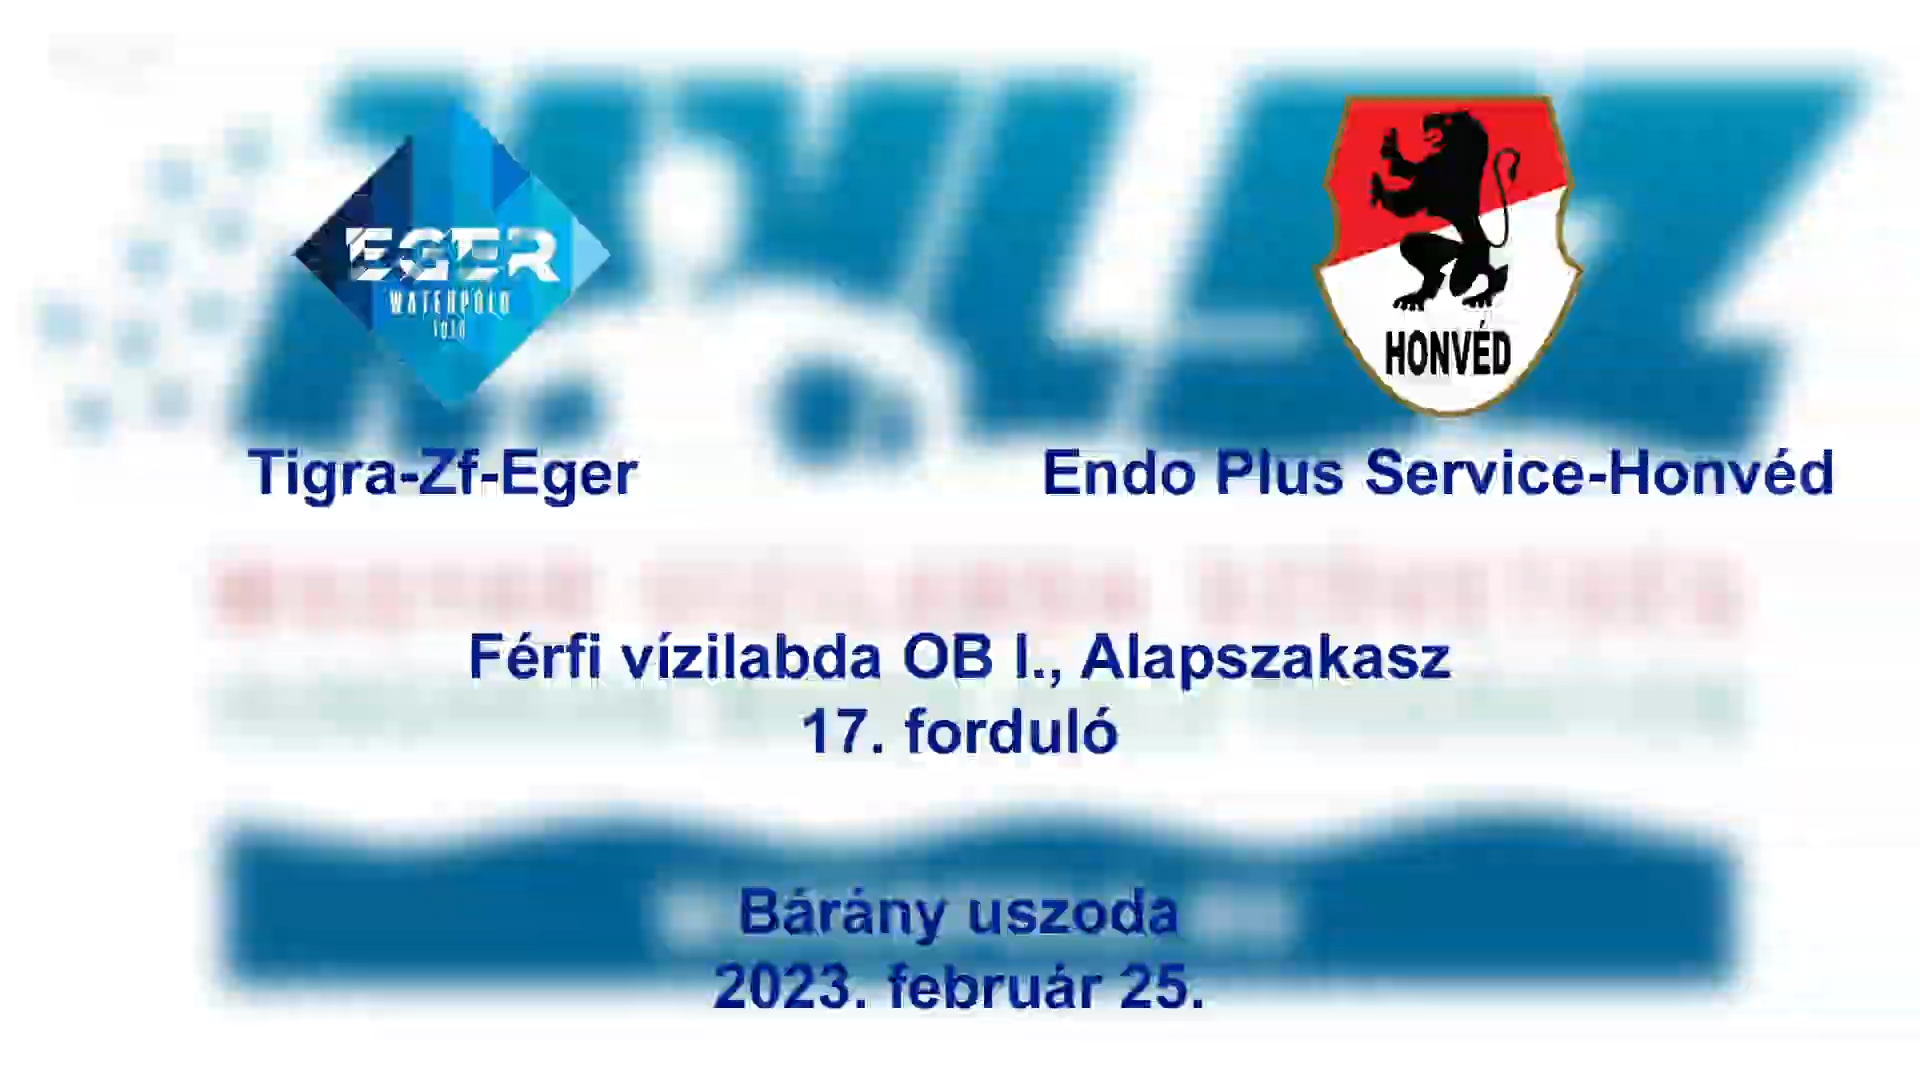 EGER
WATERPOLO
HONVÉD
Tigra-Zf-Eger
Endo Plus Service-Honvéd
Férfi vízilabda OB I., Alapszakasz
17. forduló
Bárány uszoda
2023. február 25.